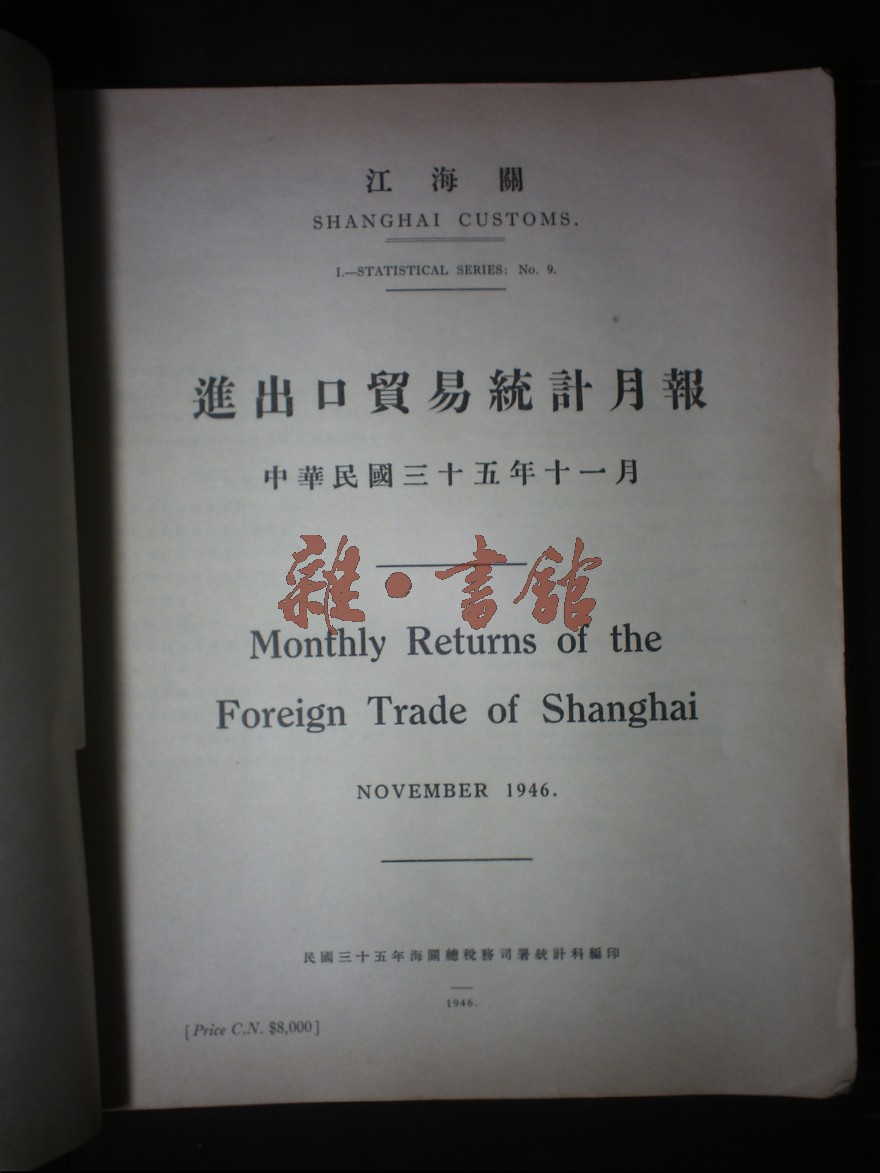 江海關
SHANGHAI CUSTOMS.
I.—STATISTICAL SERIES: No. 9.
進出口貿易統計月報
中華民國三十五年十一月
雜·書館
Monthly Returns of the
Foreign Trade of Shanghai
NOVEMBER 1946.
民國三十五年海關總稅務司署統計科編印
1946.
[Price C.N. $8,000]